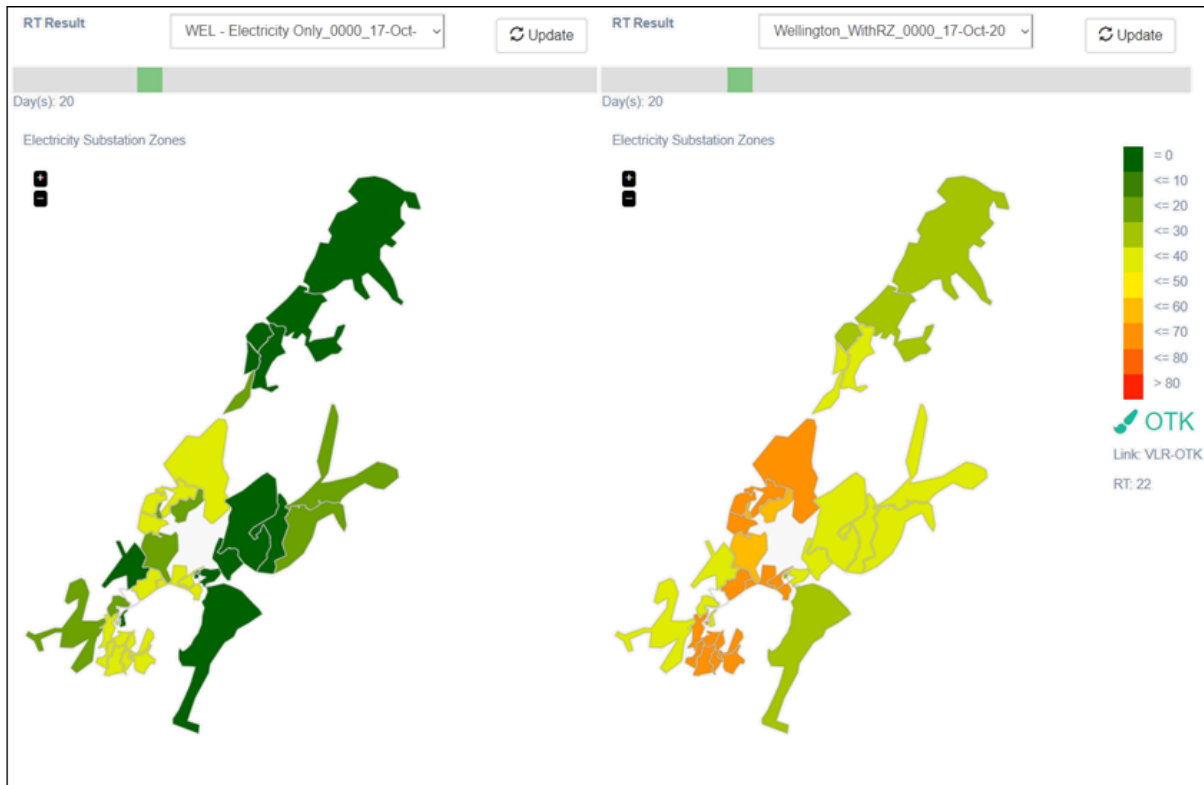 RT Result
WEL - Electricity Only_0000_17-Oct-
Update
Day(s): 20
Electricity Substation Zones
+
−
RT Result
Wellington_WithRZ_0000_17-Oct-20
Update
Day(s): 20
Electricity Substation Zones
+
−
= 0
<= 10
<= 20
<= 30
<= 40
<= 50
<= 60
<= 70
<= 80
> 80
OTK
Link: VLR-OTK
RT: 22